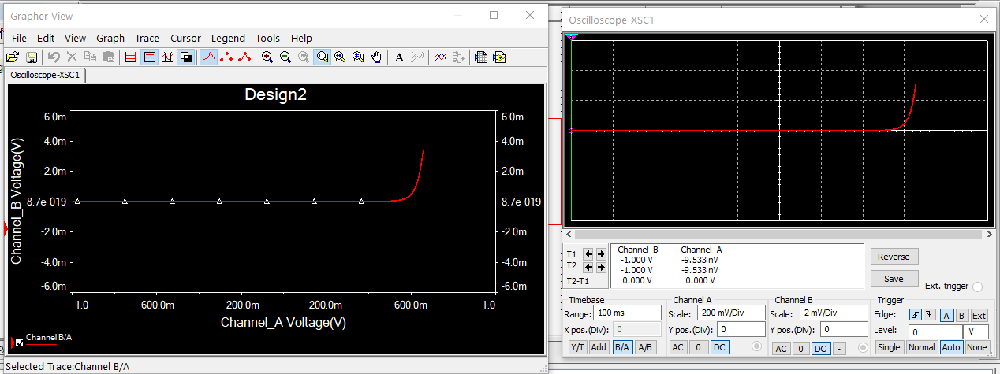 Grapher View
File Edit View Graph Trace Cursor Legend Tools Help
A
Oscilloscope-XSC1
Design2
6.0m 6.0m
4.0m 4.0m
2.0m 2.0m
8.7e-019 8.7e-019
-2.0m -2.0m
-4.0m -4.0m
-6.0m -6.0m
Channel_B Voltage(V)
-1.0 -600.0m -200.0m 200.0m 600.0m 1.0
Channel_A Voltage(V)
Channel B/A
Selected Trace:Channel B/A
Oscilloscope-XSC1
Channel_B Channel_A
T1 -1.000 V -9.533 nV
T2 -1.000 V -9.533 nV
T2-T1 0.000 V 0.000 V
Reverse
Save
Ext. trigger
Timebase
Range: 100 ms
X pos.(Div): 0
Y/T Add B/A A/B
Channel A
Scale: 200 mV/Div
Y pos.(Div): 0
AC 0 DC
Channel B
Scale: 2 mV/Div
Y pos.(Div): 0
AC 0 DC -
Trigger
Edge: A B Ext
Level: 0 V
Single Normal Auto None